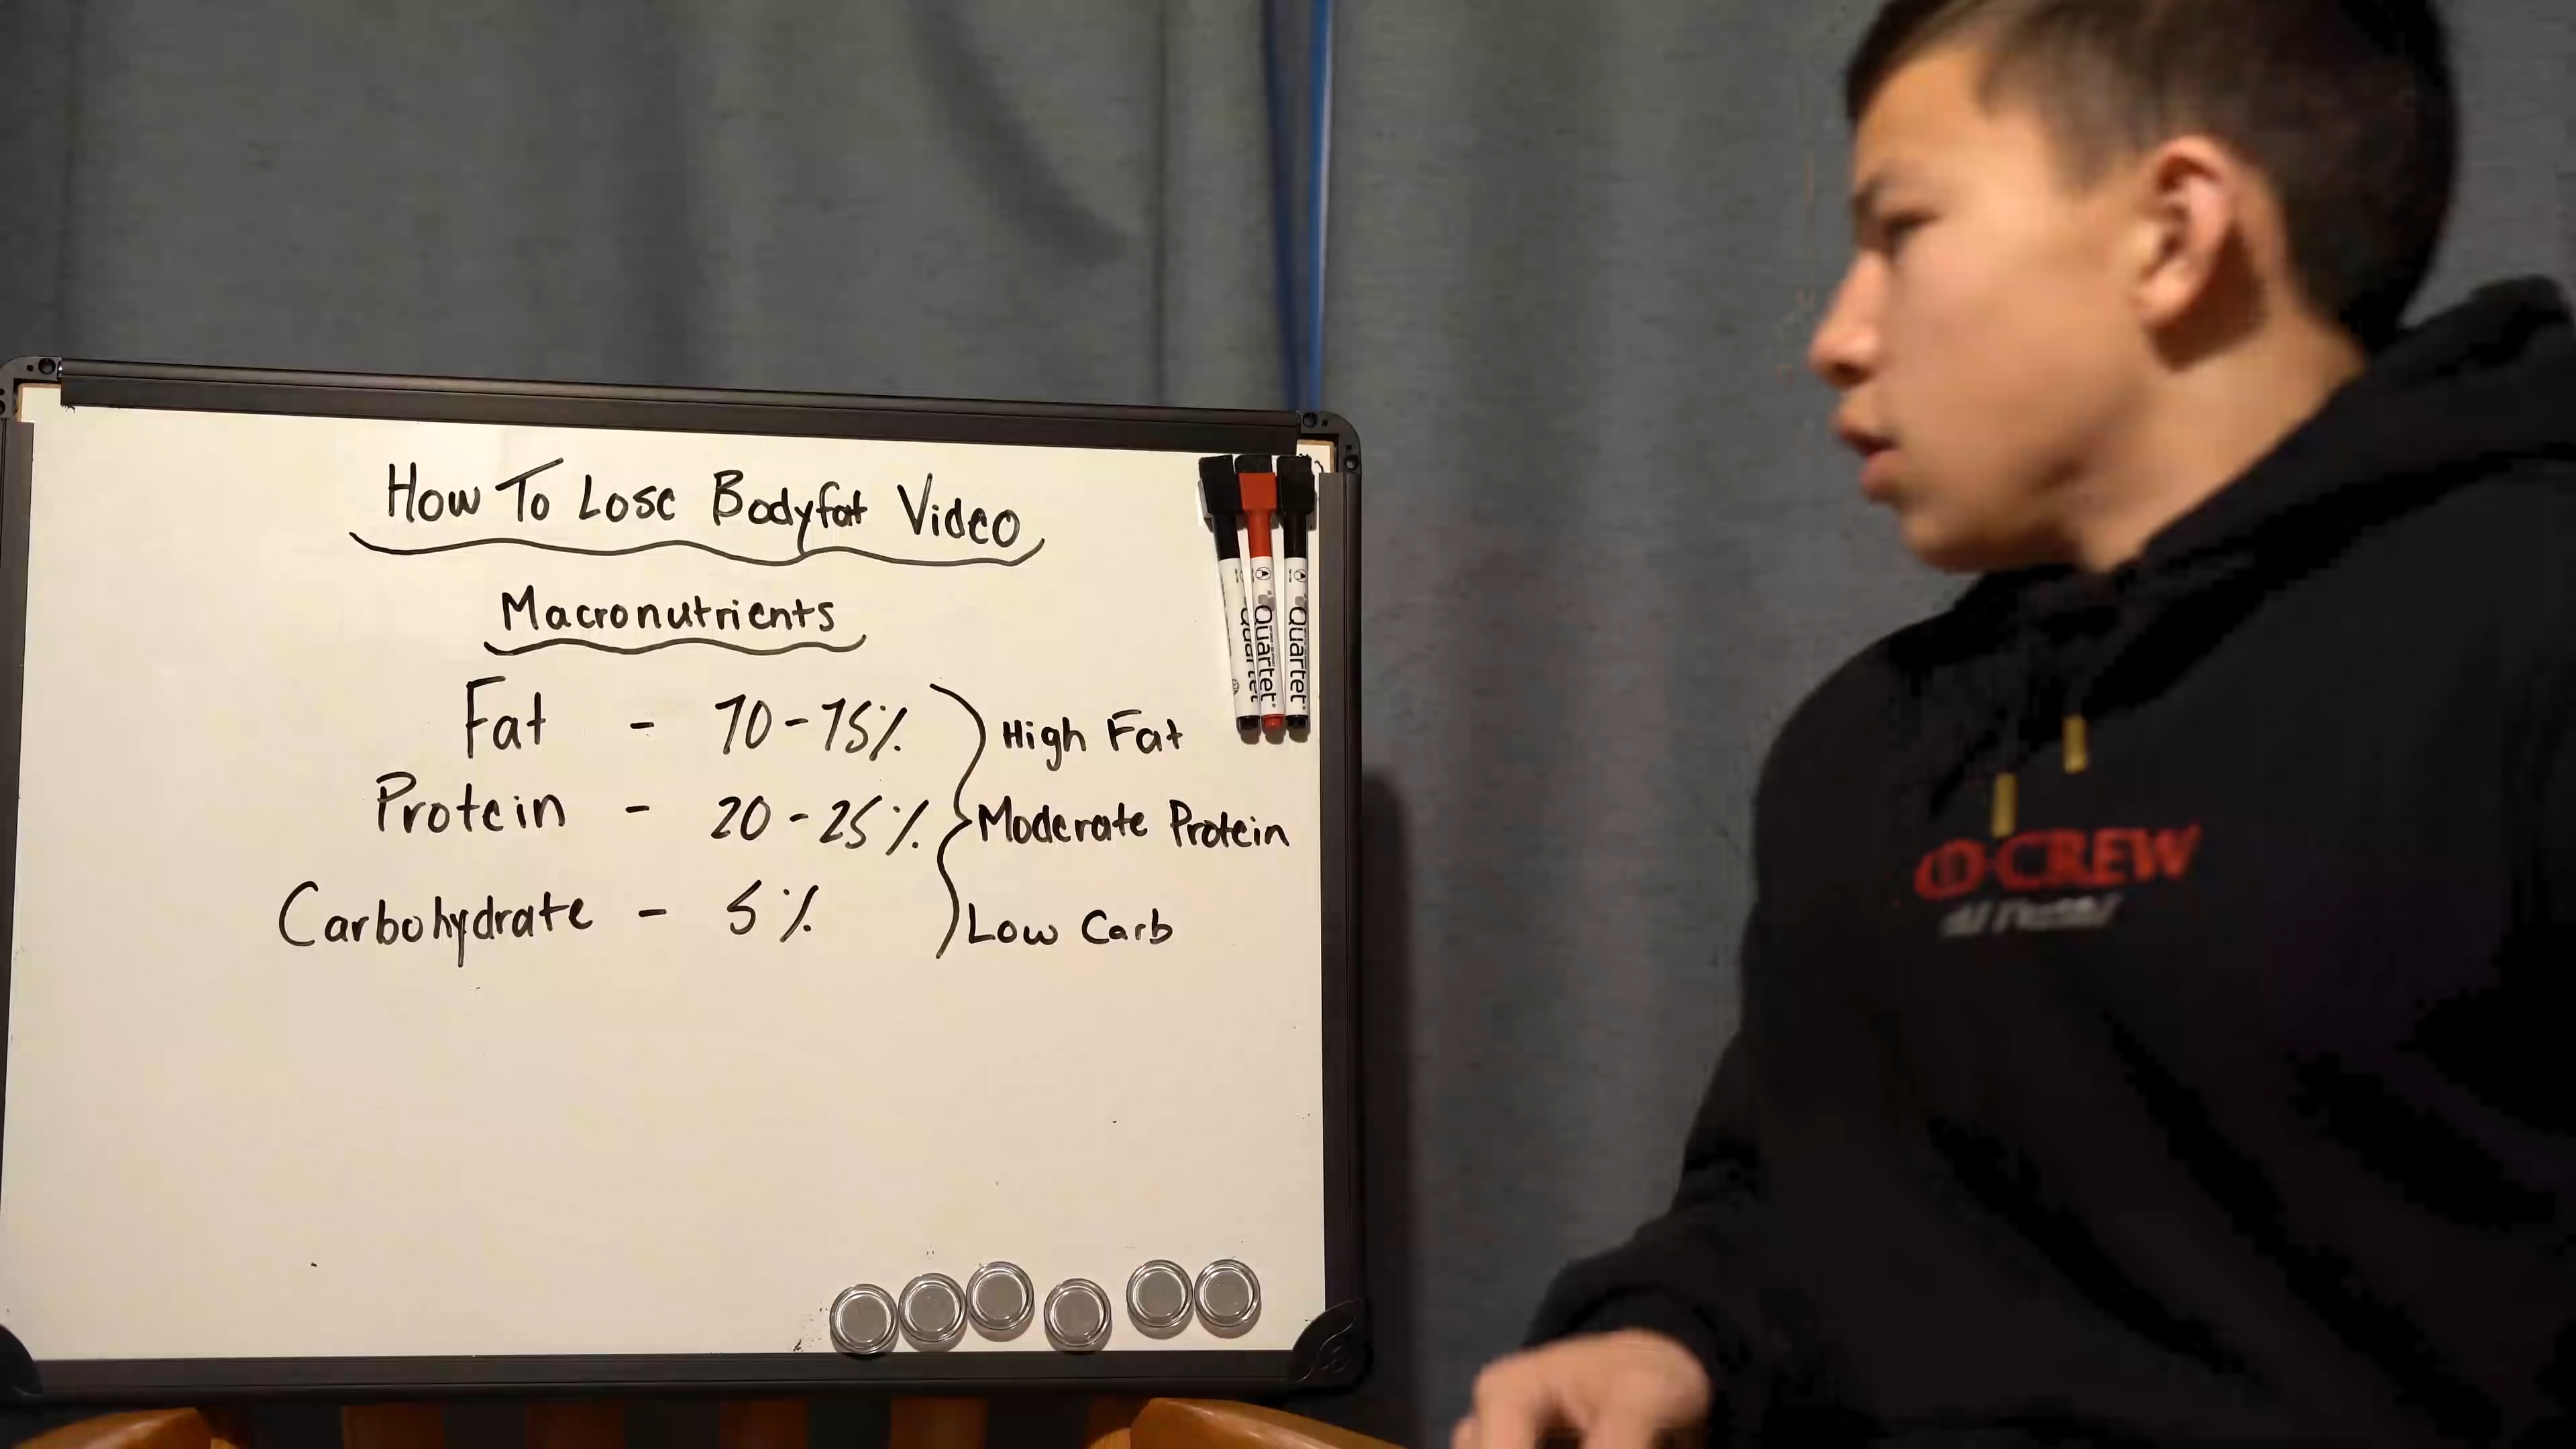 How To Lose Bodyfat Video
Macronutrients
Fat - 70-75% High Fat
Protein - 20-25% Moderate Protein
Carbohydrate - 5% Low Carb
Quartet
Quartet
Quartet
CREW